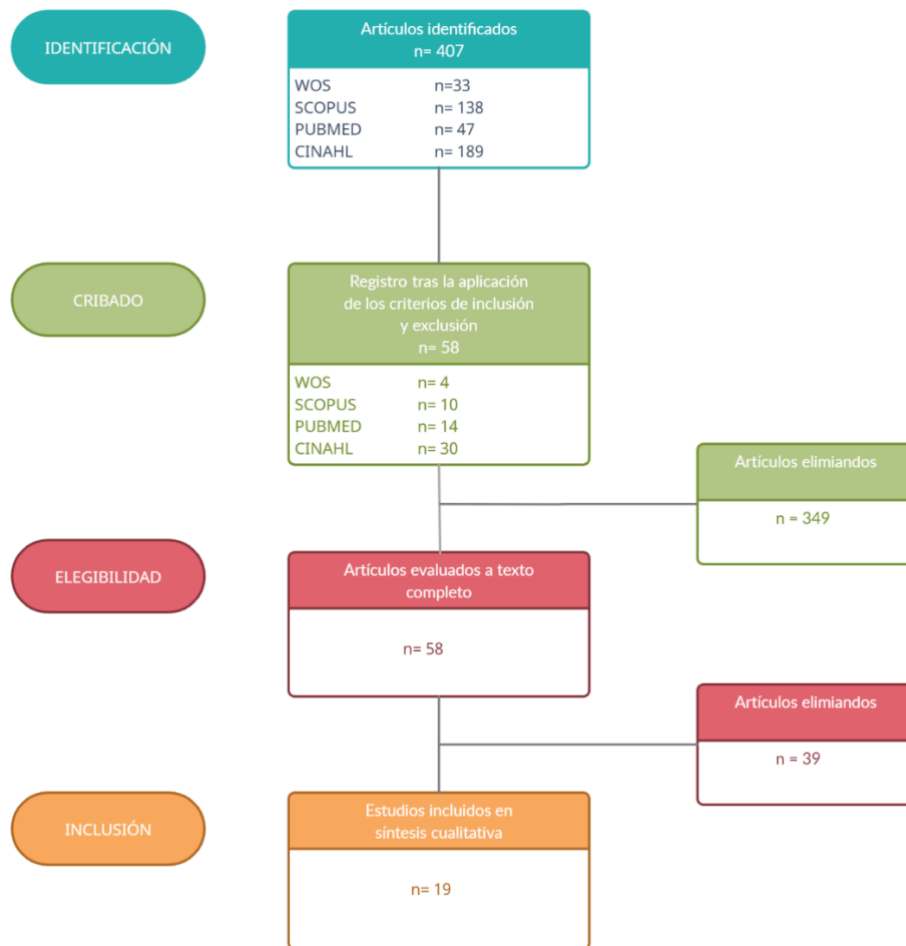 IDENTIFICACIÓN
Artículos identificados
n= 407
WOS n=33
SCOPUS n= 138
PUBMED n= 47
CINAHL n= 189
CRIBADO
Registro tras la aplicación
de los criterios de inclusión
y exclusión
n= 58
WOS n= 4
SCOPUS n= 10
PUBMED n= 14
CINAHL n= 30
Artículos elimiandos
n = 349
ELEGIBILIDAD
Artículos evaluados a texto
completo
n= 58
Artículos elimiandos
n = 39
INCLUSIÓN
Estudios incluidos en
síntesis cualitativa
n= 19